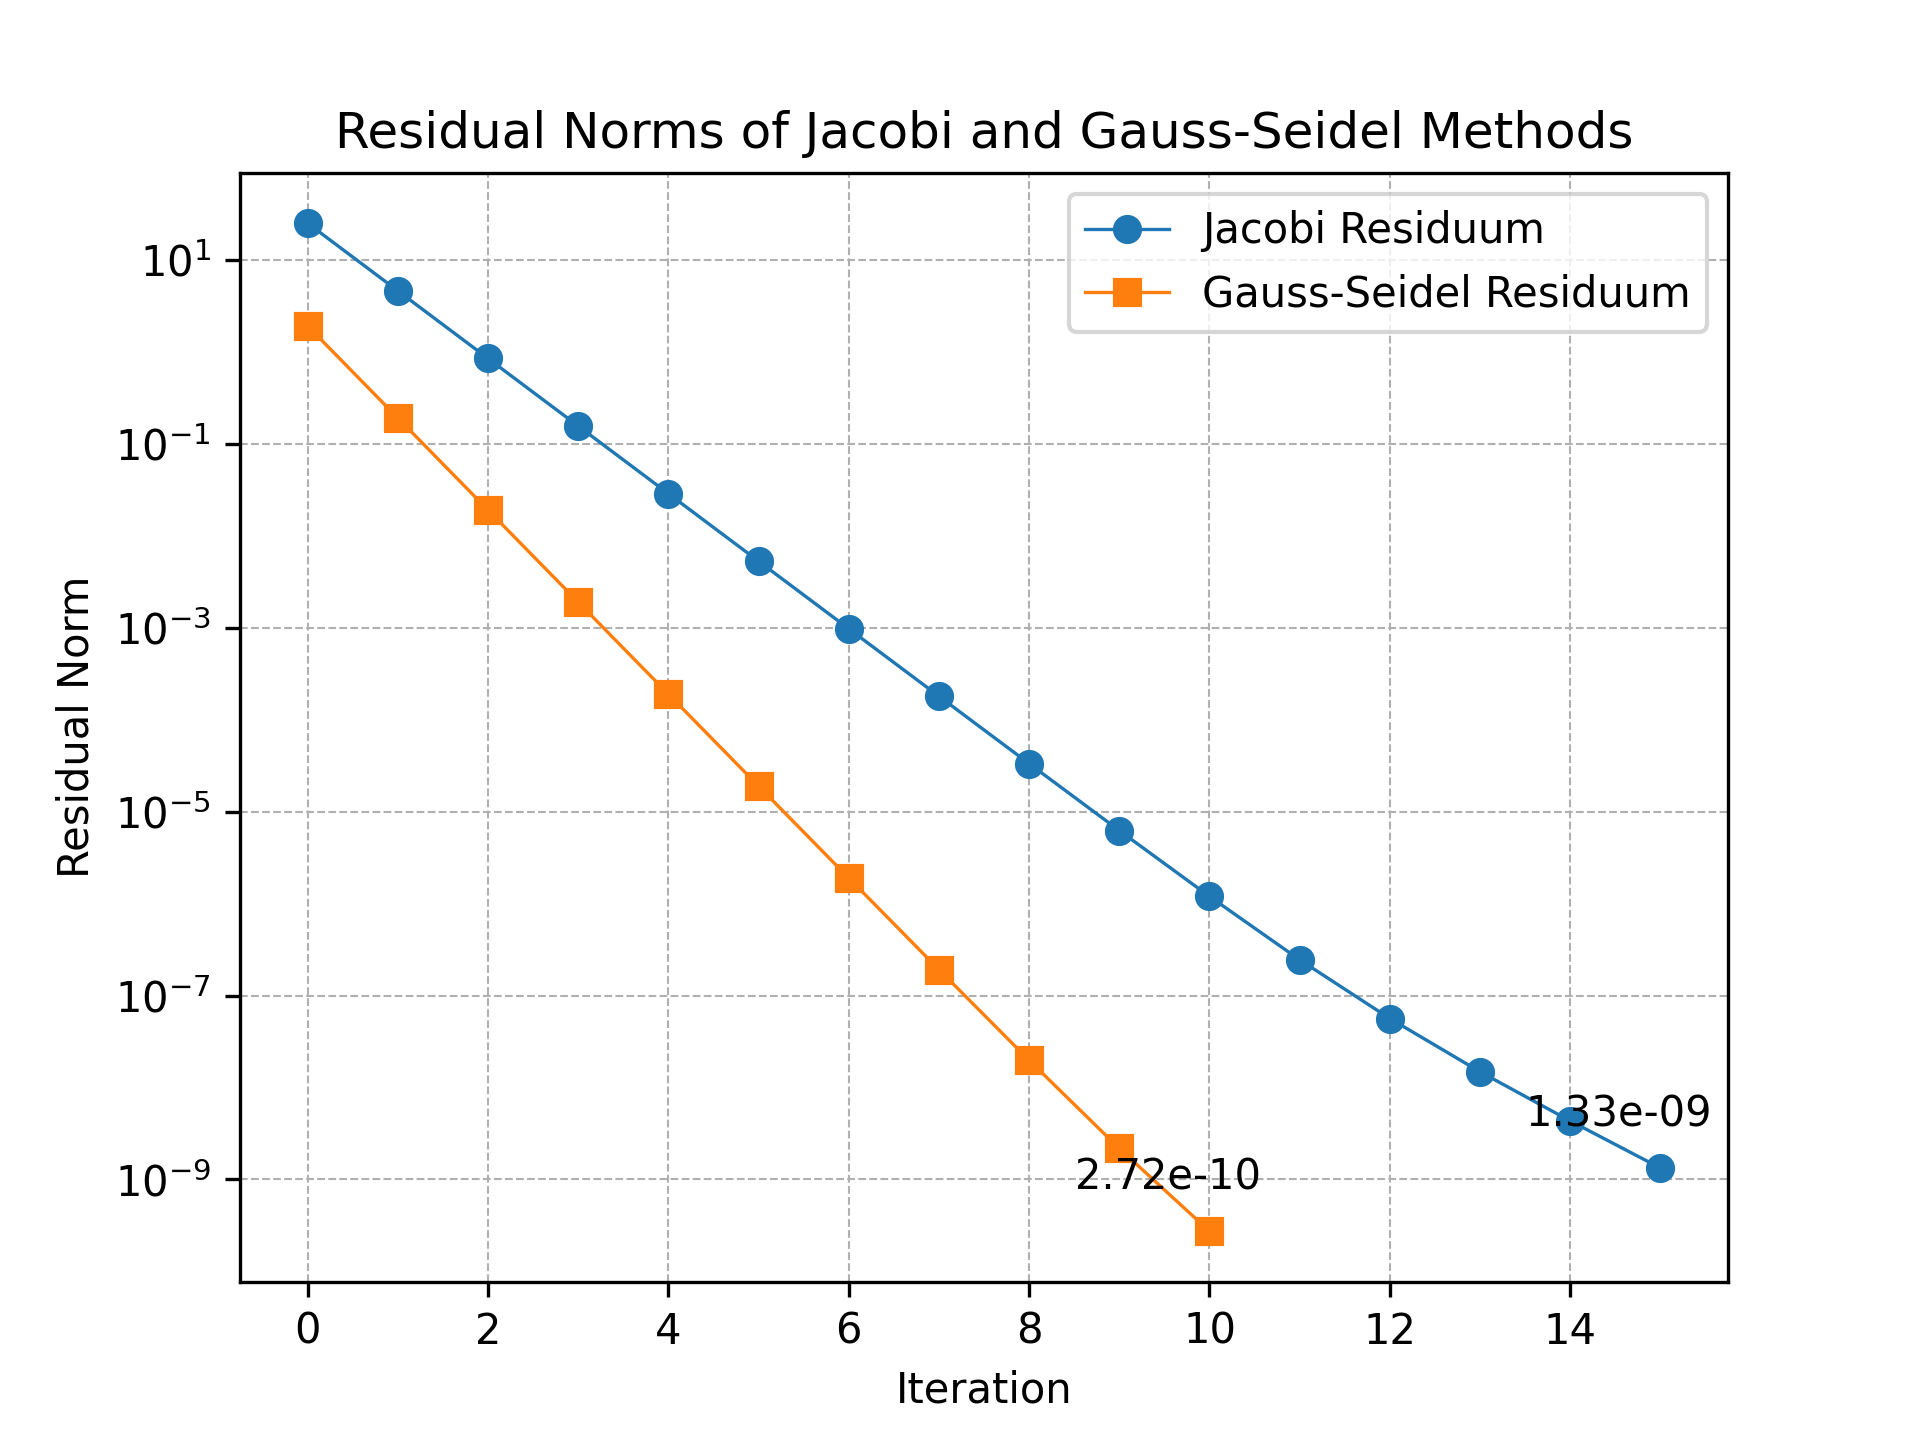 Residual Norms of Jacobi and Gauss-Seidel Methods
Jacobi Residuum
Gauss-Seidel Residuum
Residual Norm
10¹
10⁻¹
10⁻³
10⁻⁵
10⁻⁷
10⁻⁹
1.33e-09
2.72e-10
0 2 4 6 8 10 12 14
Iteration